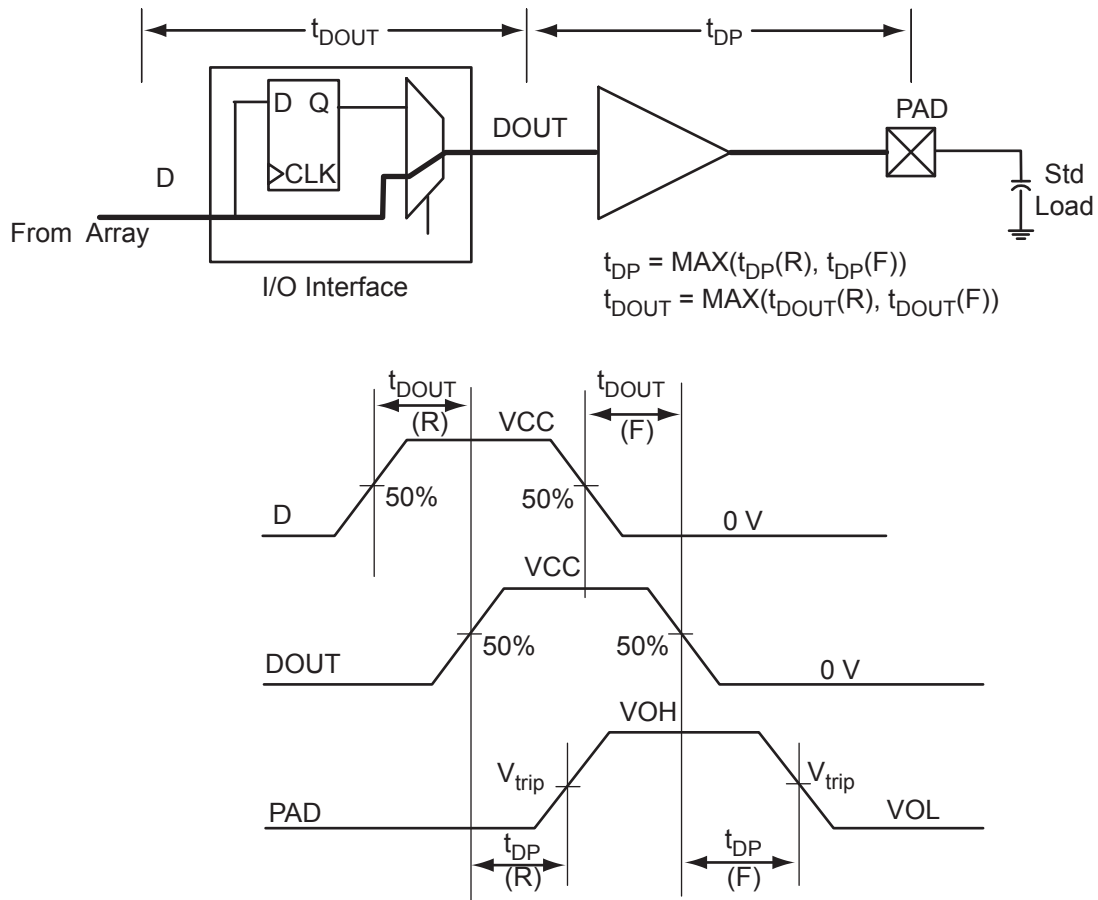 tDOUT
tDP
D Q
CLK
D
From Array
I/O Interface
DOUT
PAD
Std
Load
tDP = MAX(tDP(R), tDP(F))
tDOUT = MAX(tDOUT(R), tDOUT(F))
tDOUT
(R)
VCC
tDOUT
(F)
50%
50%
D
0 V
VCC
50%
50%
DOUT
0 V
VOH
Vtrip
Vtrip
PAD
VOL
tDP
(R)
tDP
(F)